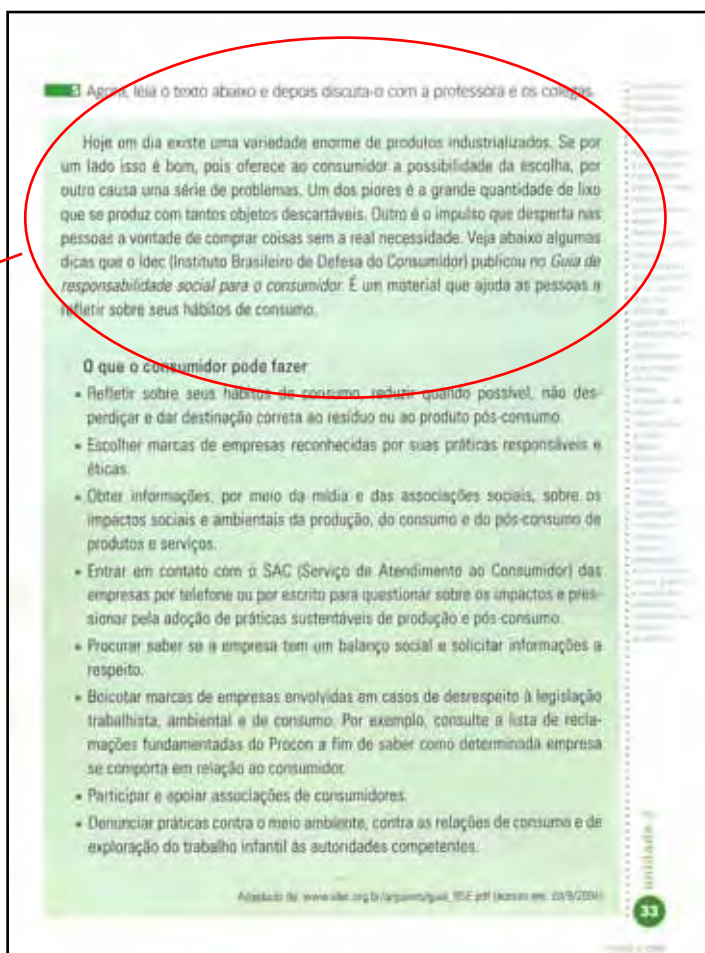 5 Agora, leia o texto abaixo e depois discuta-o com a professora e os colegas.
Hoje em dia existe uma variedade enorme de produtos industrializados. Se por
um lado isso é bom, pois oferece ao consumidor a possibilidade da escolha, por
outro causa uma série de problemas. Um dos piores é a grande quantidade de lixo
que se produz com tantos objetos descartáveis. Outro é o impulso que desperta nas
pessoas a vontade de comprar coisas sem a real necessidade. Veja abaixo algumas
dicas que o Idec (Instituto Brasileiro de Defesa do Consumidor) publicou no Guia de
responsabilidade social para o consumidor. É um material que ajuda as pessoas a
refletir sobre seus hábitos de consumo.
O que o consumidor pode fazer
• Refletir sobre seus hábitos de consumo, reduzir quando possível, não des-
perdiçar e dar destinação correta ao resíduo ou ao produto pós-consumo.
• Escolher marcas de empresas reconhecidas por suas práticas responsáveis e
éticas.
• Obter informações, por meio da mídia e das associações sociais, sobre os
impactos sociais e ambientais da produção, do consumo e do pós-consumo de
produtos e serviços.
• Entrar em contato com o SAC (Serviço de Atendimento ao Consumidor) das
empresas por telefone ou por escrito para questionar sobre os impactos e pres-
sionar pela adoção de práticas sustentáveis de produção e pós-consumo.
• Procurar saber se a empresa tem um balanço social e solicitar informações a
respeito.
• Boicotar marcas de empresas envolvidas em casos de desrespeito à legislação
trabalhista, ambiental e de consumo. Por exemplo, consulte a lista de recla-
mações fundamentadas do Procon a fim de saber como determinada empresa
se comporta em relação ao consumidor.
• Participar e apoiar associações de consumidores.
• Denunciar práticas contra o meio ambiente, contra as relações de consumo e de
exploração do trabalho infantil às autoridades competentes.
Adaptado de: www.idec.org.br/arquivos/guia_RSE.pdf (acesso em: 
unidade
33